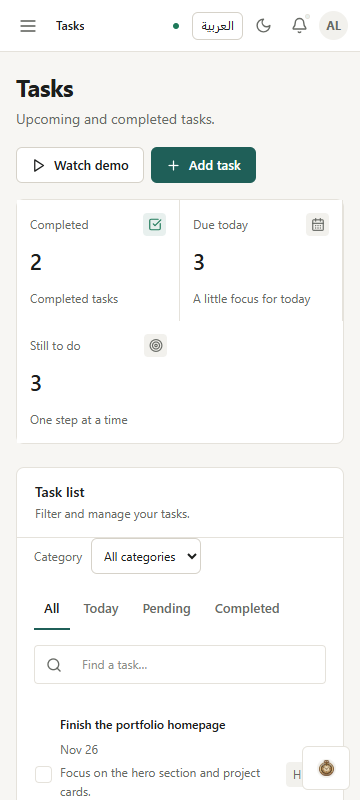 Tasks
العربية
AL
Tasks
Upcoming and completed tasks.
Watch demo
Add task
Completed
2
Completed tasks
Due today
3
A little focus for today
Still to do
3
One step at a time
Task list
Filter and manage your tasks.
Category
All categories
All
Today
Pending
Completed
Find a task...
Finish the portfolio homepage
Nov 26
Focus on the hero section and project
cards.
H